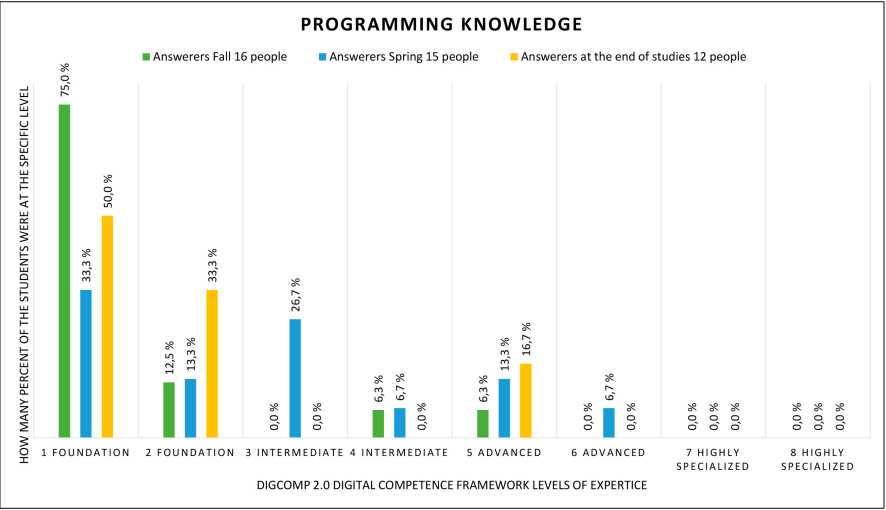 PROGRAMMING KNOWLEDGE
Answerers Fall 16 people
Answerers Spring 15 people
Answerers at the end of studies 12 people
HOW MANY PERCENT OF THE STUDENTS WERE AT THE SPECIFIC LEVEL
75,0 %
33,3 %
50,0 %
12,5 %
13,3 %
33,3 %
0,0 %
26,7 %
0,0 %
6,3 %
6,7 %
0,0 %
6,3 %
13,3 %
16,7 %
0,0 %
6,7 %
0,0 %
0,0 %
0,0 %
0,0 %
0,0 %
0,0 %
0,0 %
1 FOUNDATION
2 FOUNDATION
3 INTERMEDIATE
4 INTERMEDIATE
5 ADVANCED
6 ADVANCED
7 HIGHLY
SPECIALIZED
8 HIGHLY
SPECIALIZED
DIGCOMP 2.0 DIGITAL COMPETENCE FRAMEWORK LEVELS OF EXPERTICE